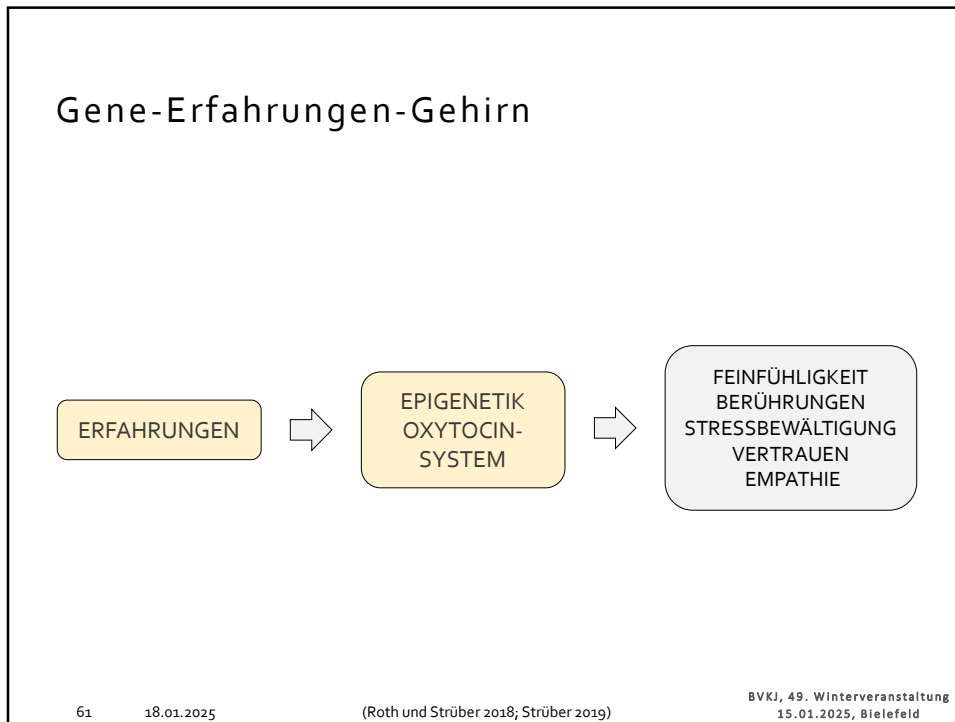 Gene-Erfahrungen-Gehirn
ERFAHRUNGEN
EPIGENETIK
OXYTOCIN-
SYSTEM
FEINFÜHLIGKEIT
BERÜHRUNGEN
STRESSBEWÄLTIGUNG
VERTRAUEN
EMPATHIE
61 18.01.2025 (Roth und Strüber 2018; Strüber 2019)
BVKJ, 49. Winterveranstaltung
15.01.2025, Bielefeld